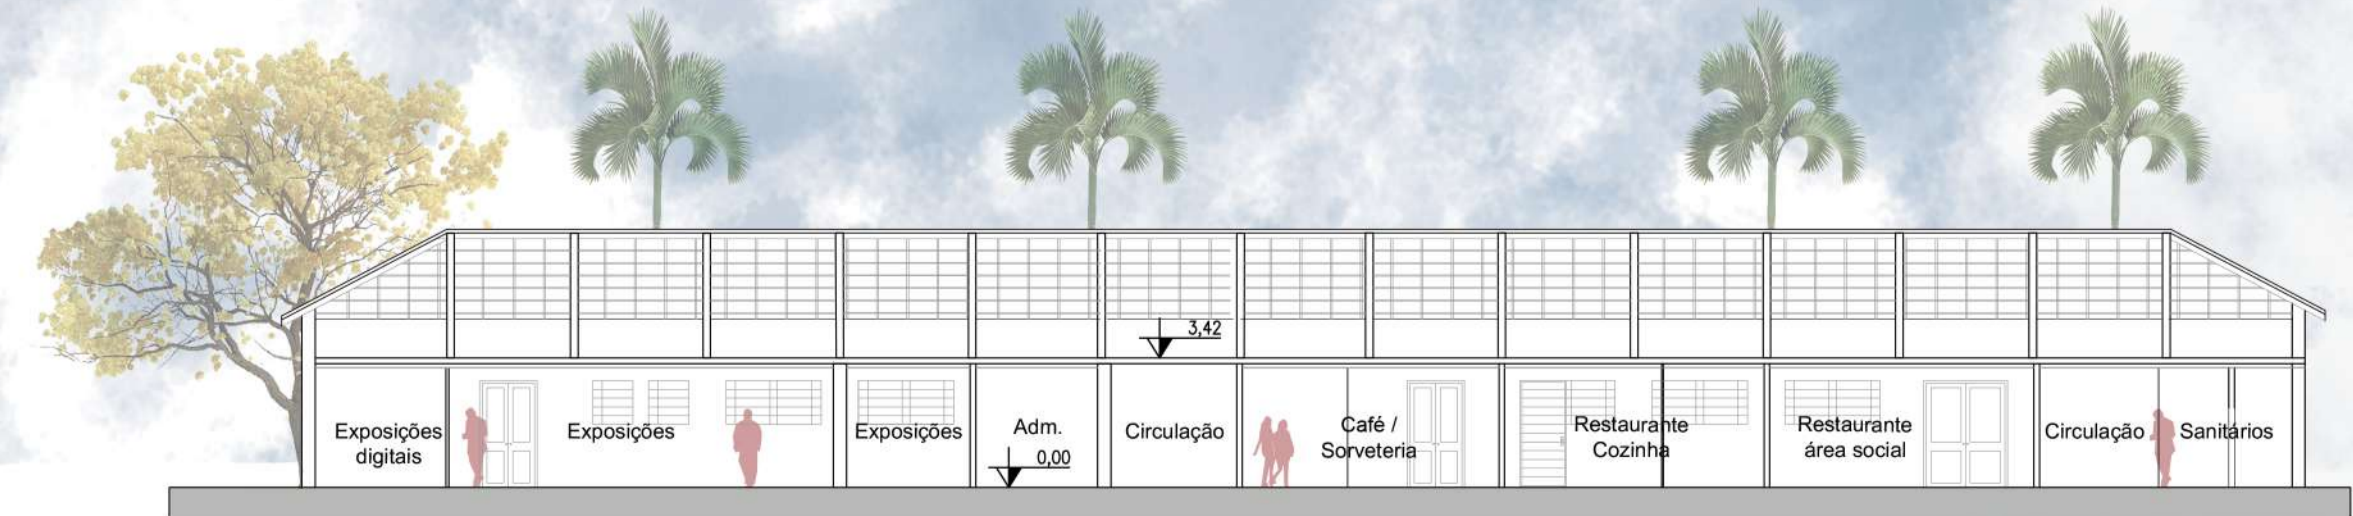 3,42
Exposições
digitais
Exposições
Exposições
Adm.
0,00
Circulação
Café /
Sorveteria
Restaurante
Cozinha
Restaurante
área social
Circulação
Sanitários